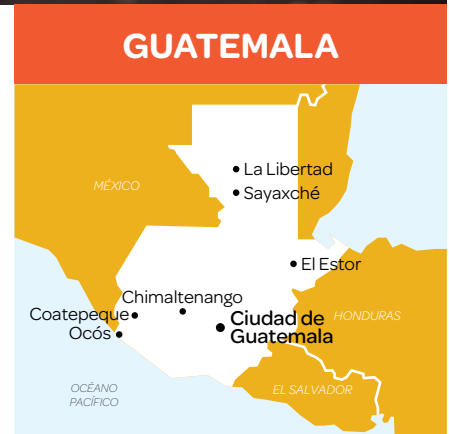 GUATEMALA
La Libertad
MÉXICO
Sayaxché
El Estor
Chimaltenango
Coatepeque
Ciudad de
Guatemala
HONDURAS
Ocós
OCÉANO
PACÍFICO
EL SALVADOR